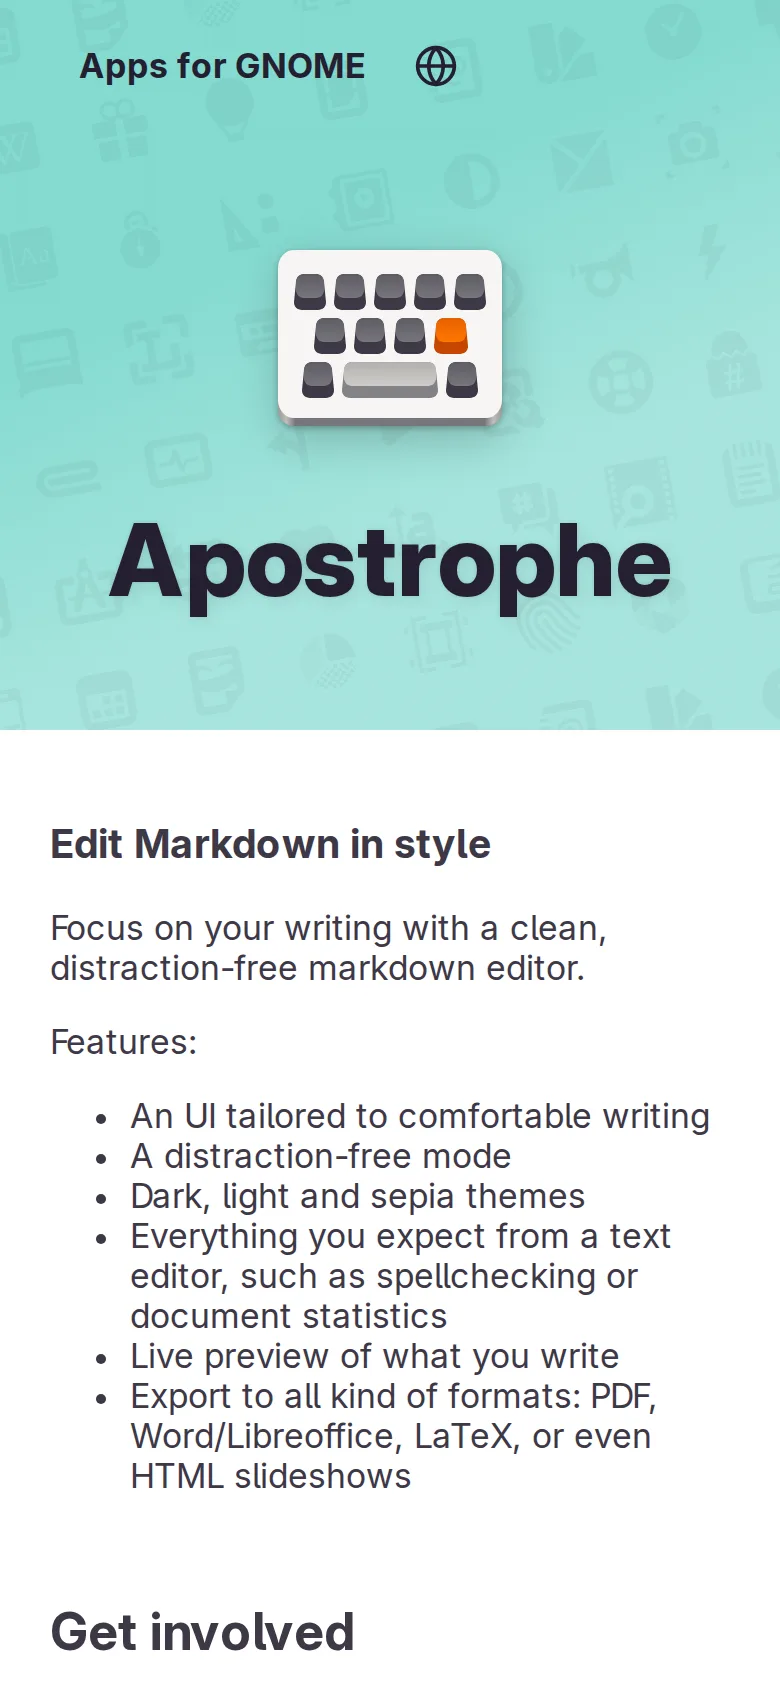 Apps for GNOME
Apostrophe
Edit Markdown in style
Focus on your writing with a clean,
distraction-free markdown editor.
Features:
• An UI tailored to comfortable writing
• A distraction-free mode
• Dark, light and sepia themes
• Everything you expect from a text
editor, such as spellchecking or
document statistics
• Live preview of what you write
• Export to all kind of formats: PDF,
Word/Libreoffice, LaTeX, or even
HTML slideshows
Get involved